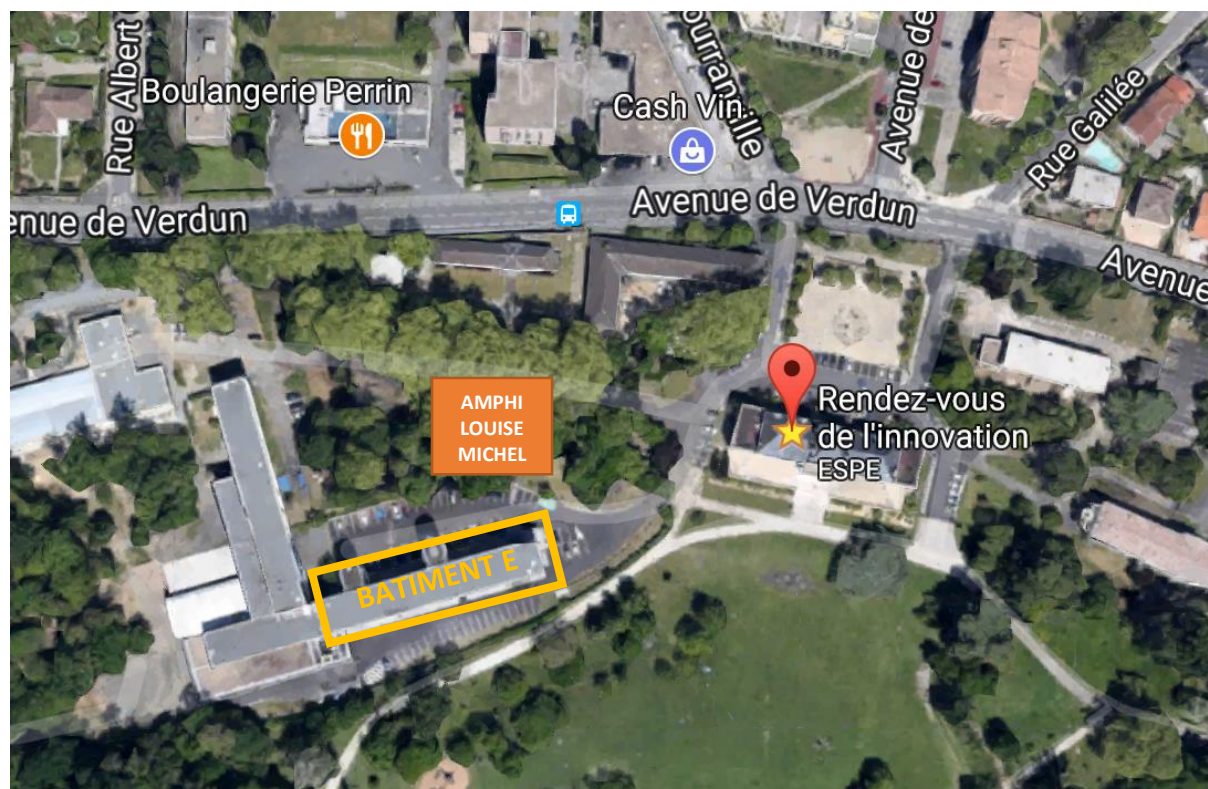 Rue Albert
Boulangerie Perrin
Cash Vin
Avenue de
Rue Galilée
enue de Verdun
Avenue de Verdun
Avenue
AMPHI
LOUISE
MICHEL
Rendez-vous
de l'innovation
ESPE
BATIMENT E